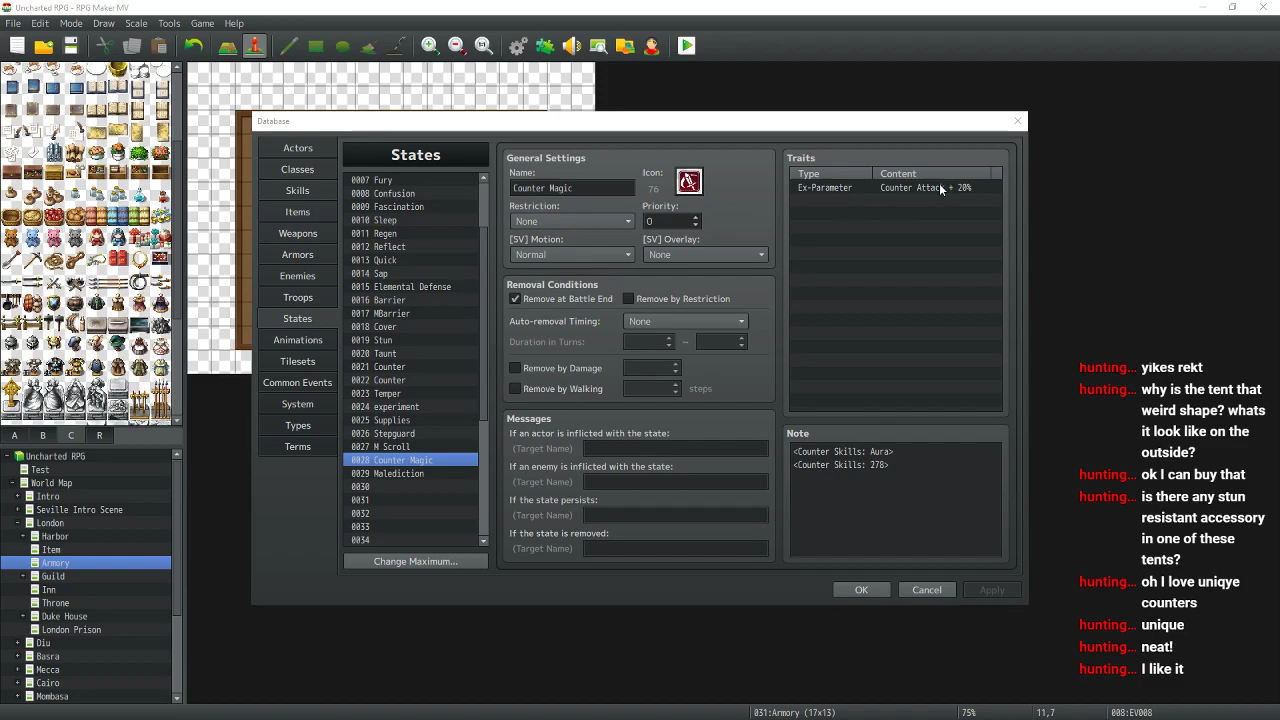 Uncharted RPG - RPG Maker MV
File Edit Mode Draw Scale Tools Game Help
Database
Actors
Classes
Skills
Items
Weapons
Armors
Enemies
Troops
States
Animations
Tilesets
Common Events
System
Types
Terms
States
0007 Fury
0008 Confusion
0009 Fascination
0010 Sleep
0011 Regen
0012 Reflect
0013 Quick
0014 Sap
0015 Elemental Defense
0016 Barrier
0017 MBarrier
0018 Cover
0019 Stun
0020 Taunt
0021 Counter
0022 Counter
0023 Temper
0024 experiment
0025 Supplies
0026 Stepguard
0027 M Scroll
0028 Counter Magic
0029 Malediction
0030
0031
0032
0033
0034
Change Maximum...
General Settings
Name:
Icon:
Counter Magic
76
Restriction:
Priority:
None
0
[SV] Motion:
[SV] Overlay:
Normal
None
Removal Conditions
Remove at Battle End
Remove by Restriction
Auto-removal Timing:
None
Duration in Turns:
~
Remove by Damage
Remove by Walking
steps
Messages
If an actor is inflicted with the state:
(Target Name)
If an enemy is inflicted with the state:
(Target Name)
If the state persists:
(Target Name)
If the state is removed:
(Target Name)
Traits
Type Content
Ex-Parameter Counter Attack + 20%
Note
<Counter Skills: Aura>
<Counter Skills: 278>
OK Cancel Apply
A B C R
Uncharted RPG
Test
World Map
Intro
Seville Intro Scene
London
Harbor
Item
Armory
Guild
Inn
Throne
Duke House
London Prison
Diu
Basra
Mecca
Cairo
Mombasa
hunting... yikes rekt
hunting... why is the tent that
weird shape? whats
it look like on the
outside?
hunting... ok I can buy that
hunting... is there any stun
resistant accessory
in one of these
tents?
hunting... oh I love uniqye
counters
hunting... unique
hunting... neat!
hunting... I like it
031:Armory (17x13) 75% 11,7 008:EV008